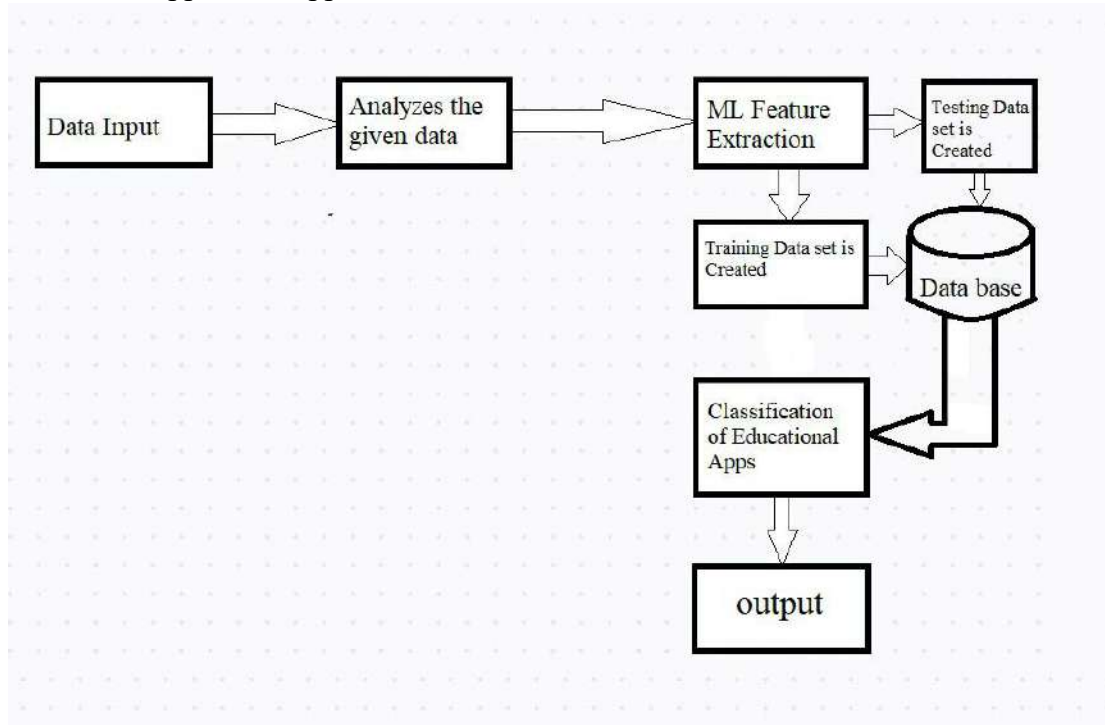 Data Input
Analyzes the
given data
ML Feature
Extraction
Testing Data
set is
Created
Training Data set is
Created
Data base
Classification
of Educational
Apps
output